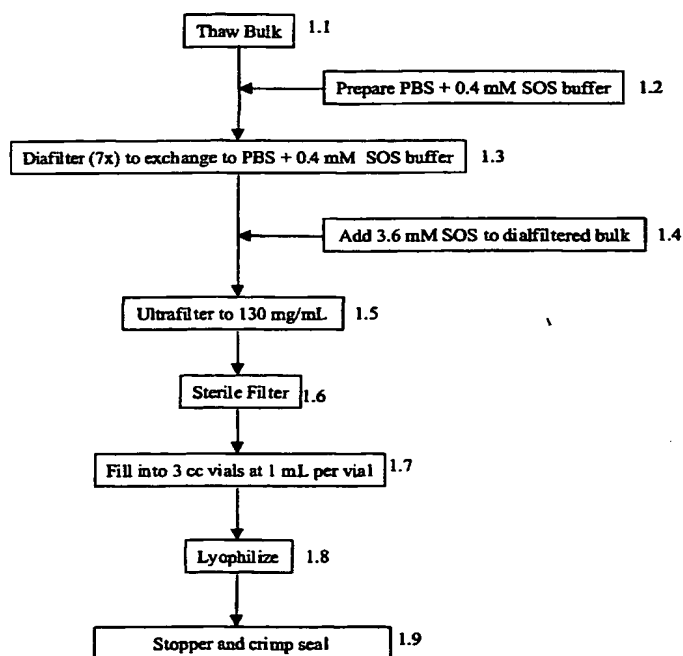 Thaw Bulk 1.1
Prepare PBS + 0.4 mM SOS buffer 1.2
Diafilter (7x) to exchange to PBS + 0.4 mM SOS buffer 1.3
Add 3.6 mM SOS to dialfiltered bulk 1.4
Ultrafilter to 130 mg/mL 1.5
Sterile Filter 1.6
Fill into 3 cc vials at 1 mL per vial 1.7
Lyophilize 1.8
Stopper and crimp seal 1.9